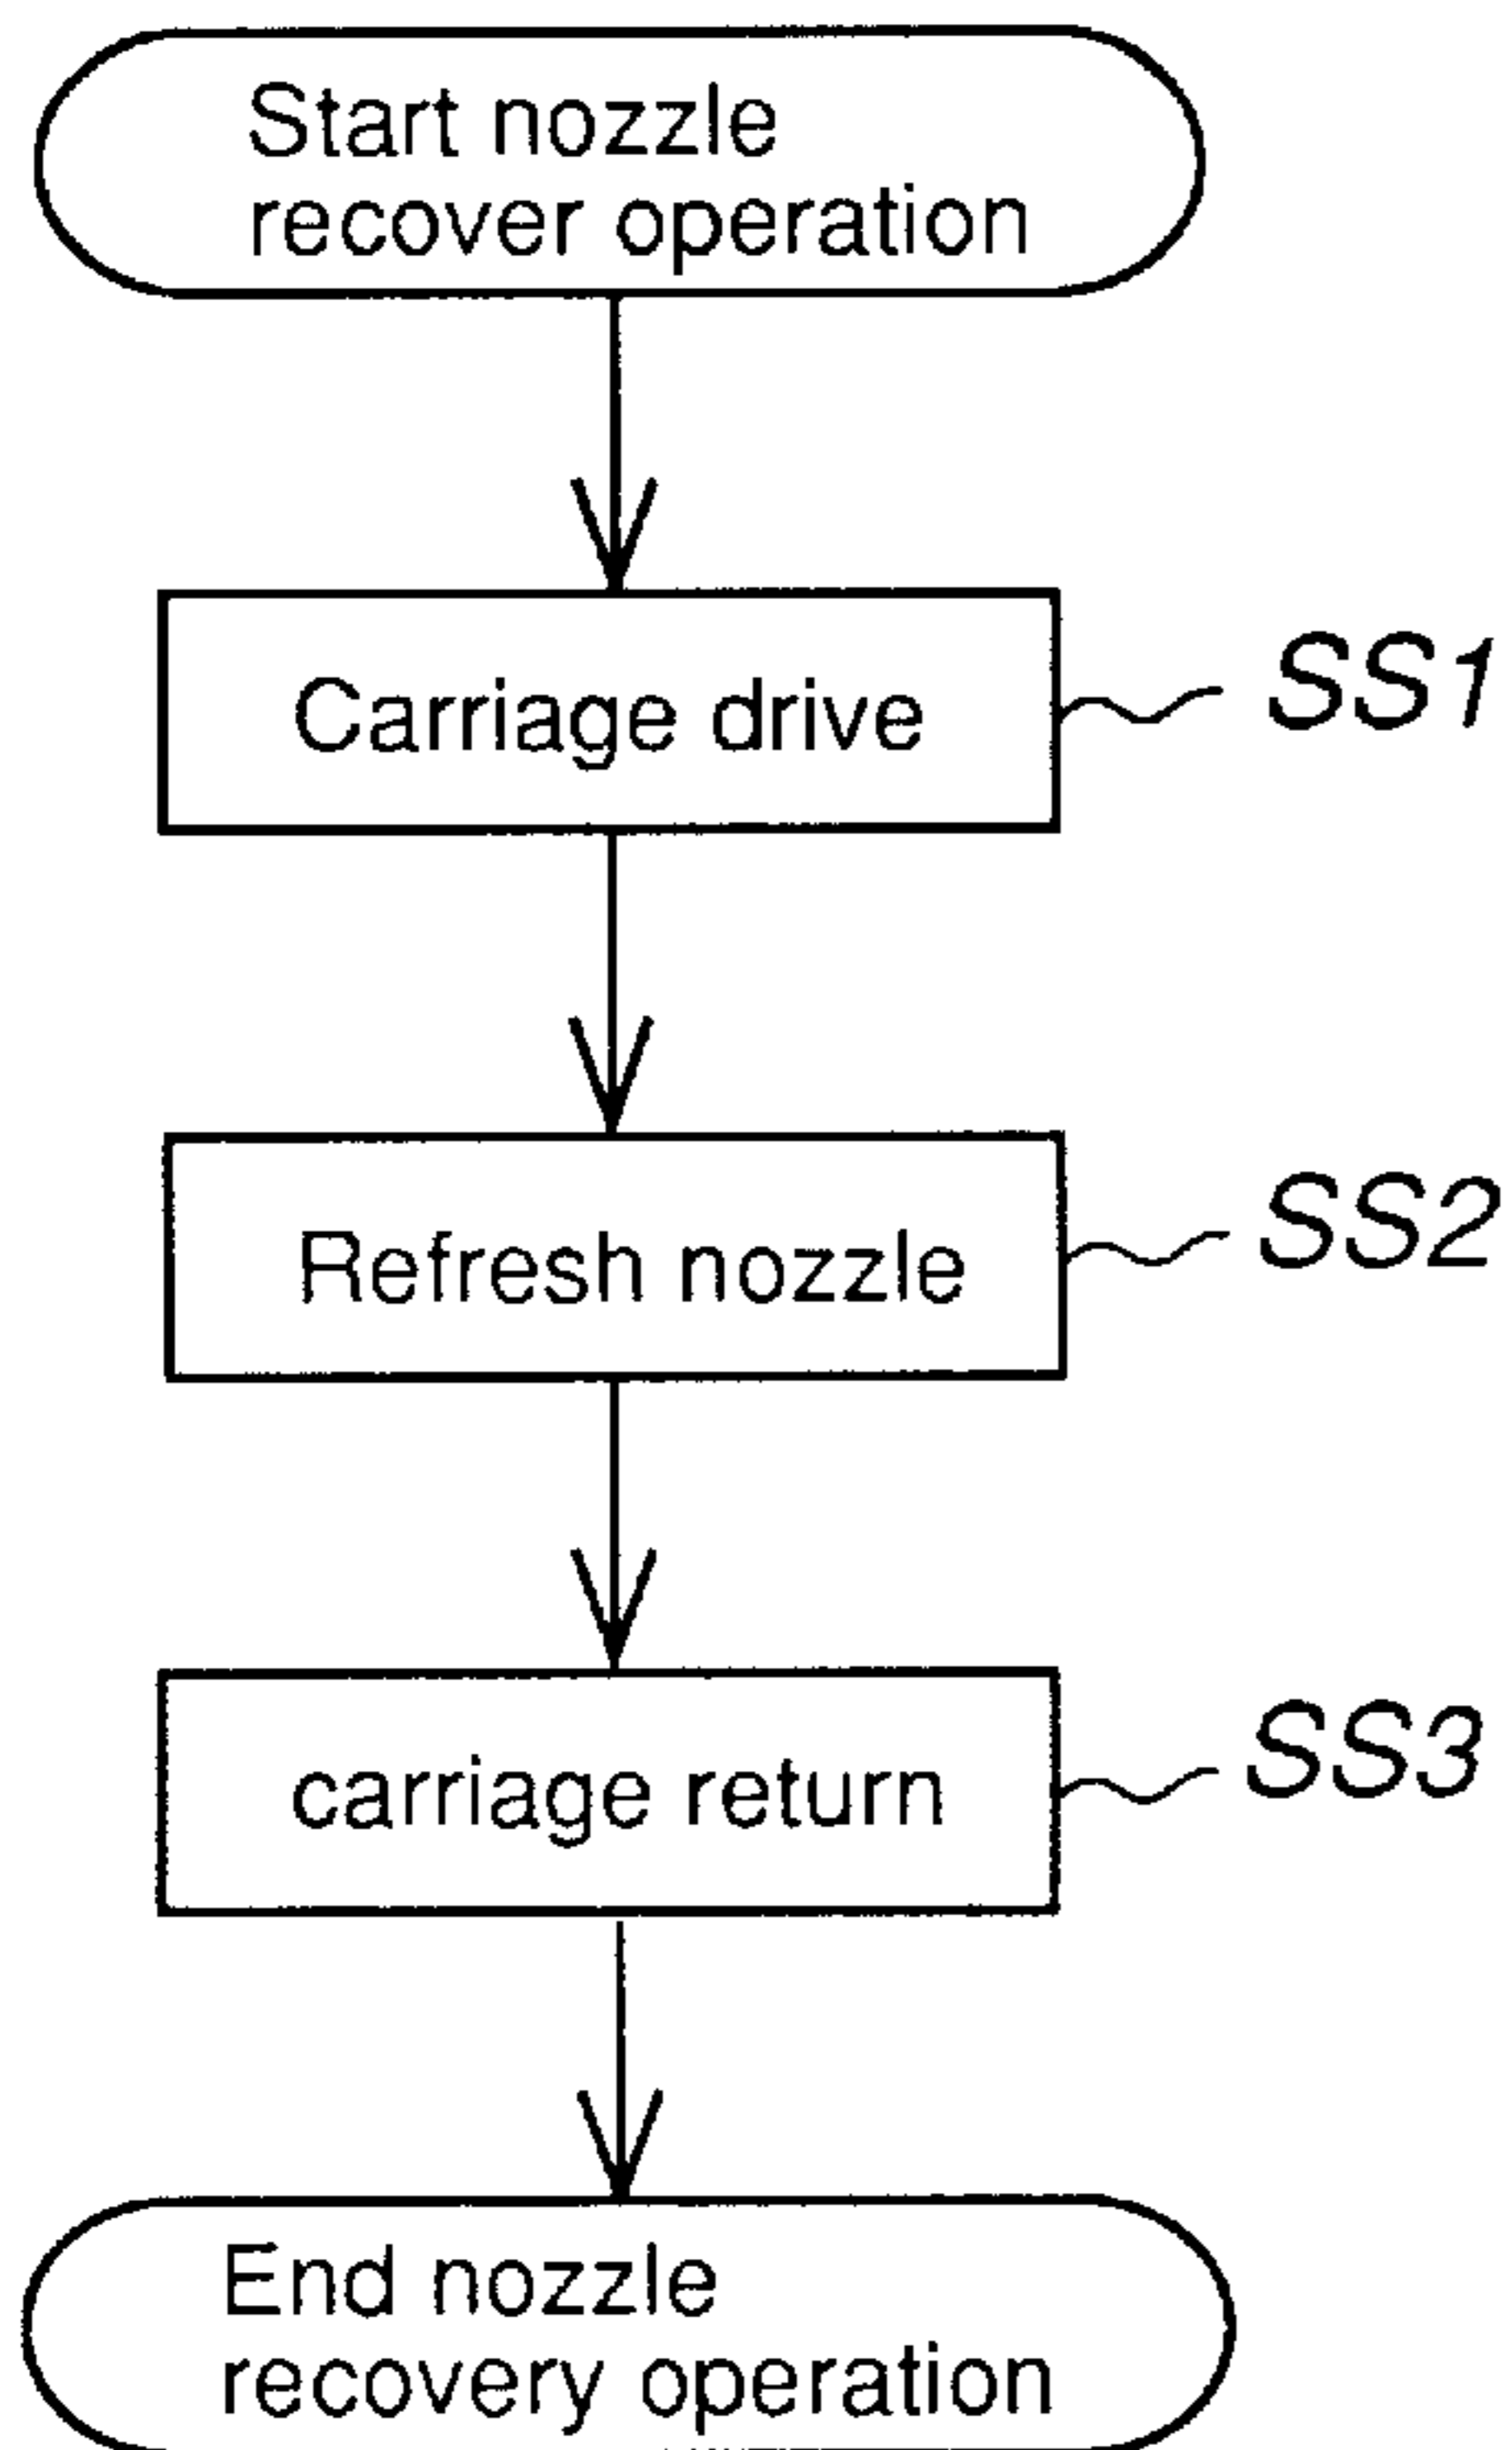 Start nozzle
recover operation
Carriage drive
SS1
Refresh nozzle
SS2
carriage return
SS3
End nozzle
recovery operation